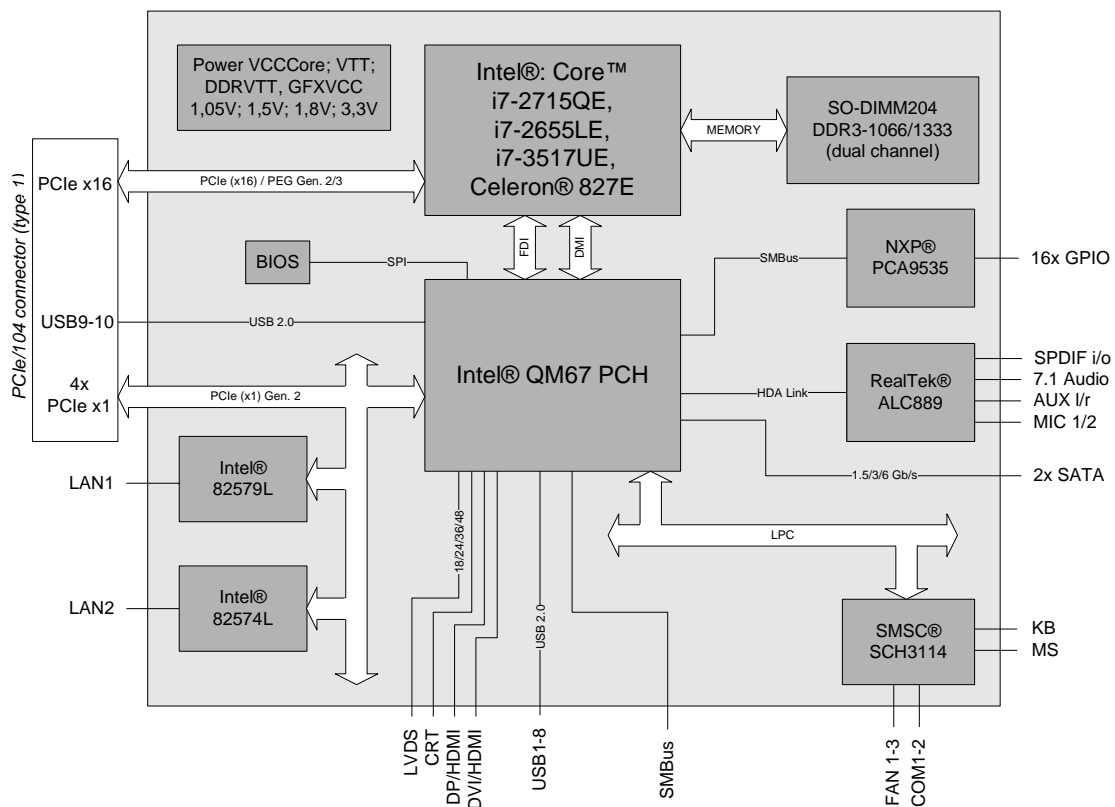 Power VCCCore; VTT;
DDRVTT, GFXVCC
1,05V; 1,5V; 1,8V; 3,3V
Intel®: Core™
i7-2715QE,
i7-2655LE,
i7-3517UE,
Celeron® 827E
MEMORY
SO-DIMM204
DDR3-1066/1333
(dual channel)
PCIe/104 connector (type 1)
PCIe x16
PCIe (x16) / PEG Gen. 2/3
FDI
DMI
BIOS
SPI
SMBus
NXP®
PCA9535
16x GPIO
USB9-10
USB 2.0
Intel® QM67 PCH
4x
PCIe x1
PCIe (x1) Gen. 2
HDA Link
RealTek®
ALC889
SPDIF i/o
7.1 Audio
AUX l/r
MIC 1/2
1.5/3/6 Gb/s
2x SATA
LAN1
Intel®
82579L
LPC
18/24/36/48
LAN2
Intel®
82574L
USB 2.0
SMSC®
SCH3114
KB
MS
LVDS
CRT
DP/HDMI
DVI/HDMI
USB1-8
SMBus
FAN 1-3
COM1-2